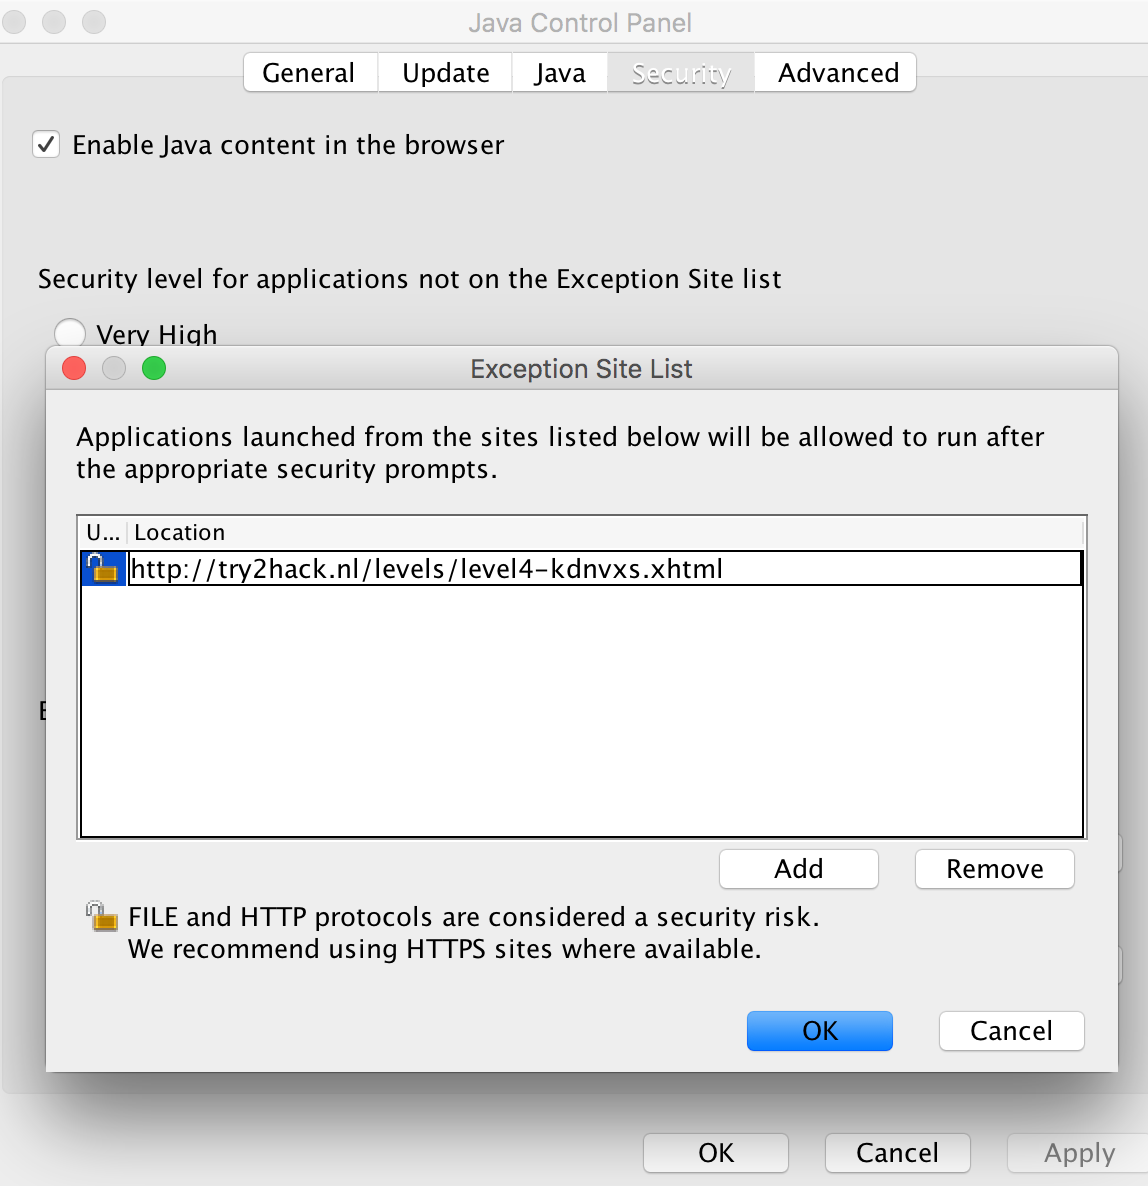 Java Control Panel
General Update Java Security Advanced
Enable Java content in the browser
Security level for applications not on the Exception Site list
Very High
Exception Site List
Applications launched from the sites listed below will be allowed to run after
the appropriate security prompts.
U... Location
http://try2hack.nl/levels/level4-kdnvxs.xhtml
Add Remove
FILE and HTTP protocols are considered a security risk.
We recommend using HTTPS sites where available.
OK Cancel
OK Cancel Apply